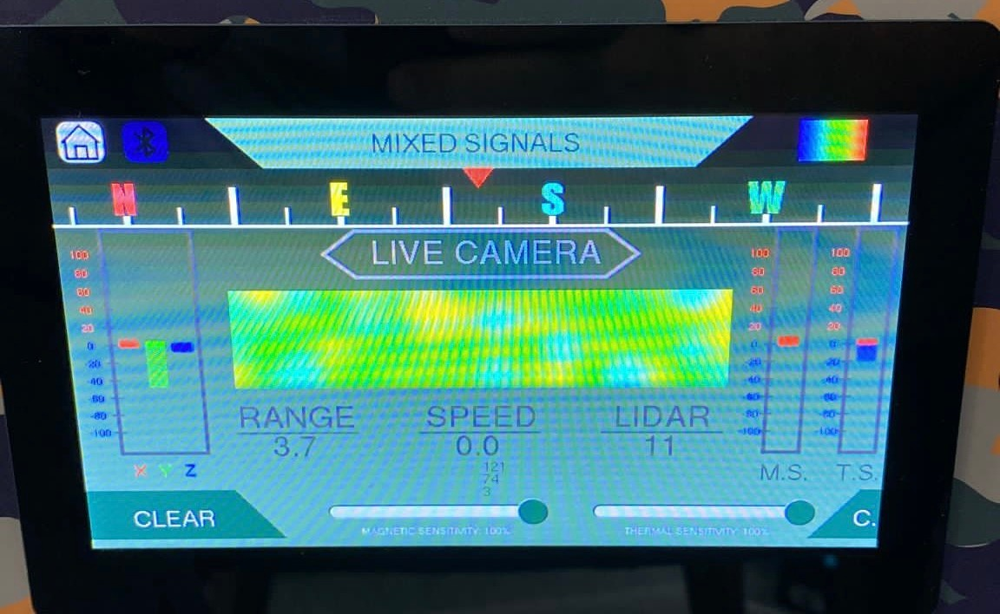 MIXED SIGNALS
N E S W
LIVE CAMERA
100 100 100
80 80 80
60 60 60
40 40 40
20 20 20
0 0 0
-20 -20 -20
-40 -40 -40
-60 -60 -60
-80 -80 -80
-100 -100 -100
RANGE SPEED LIDAR
3.7 0.0 11
121
74
3
X Y Z M.S. T.S.
CLEAR C.
MAGNETIC SENSITIVITY: 100% THERMAL SENSITIVITY: 100%